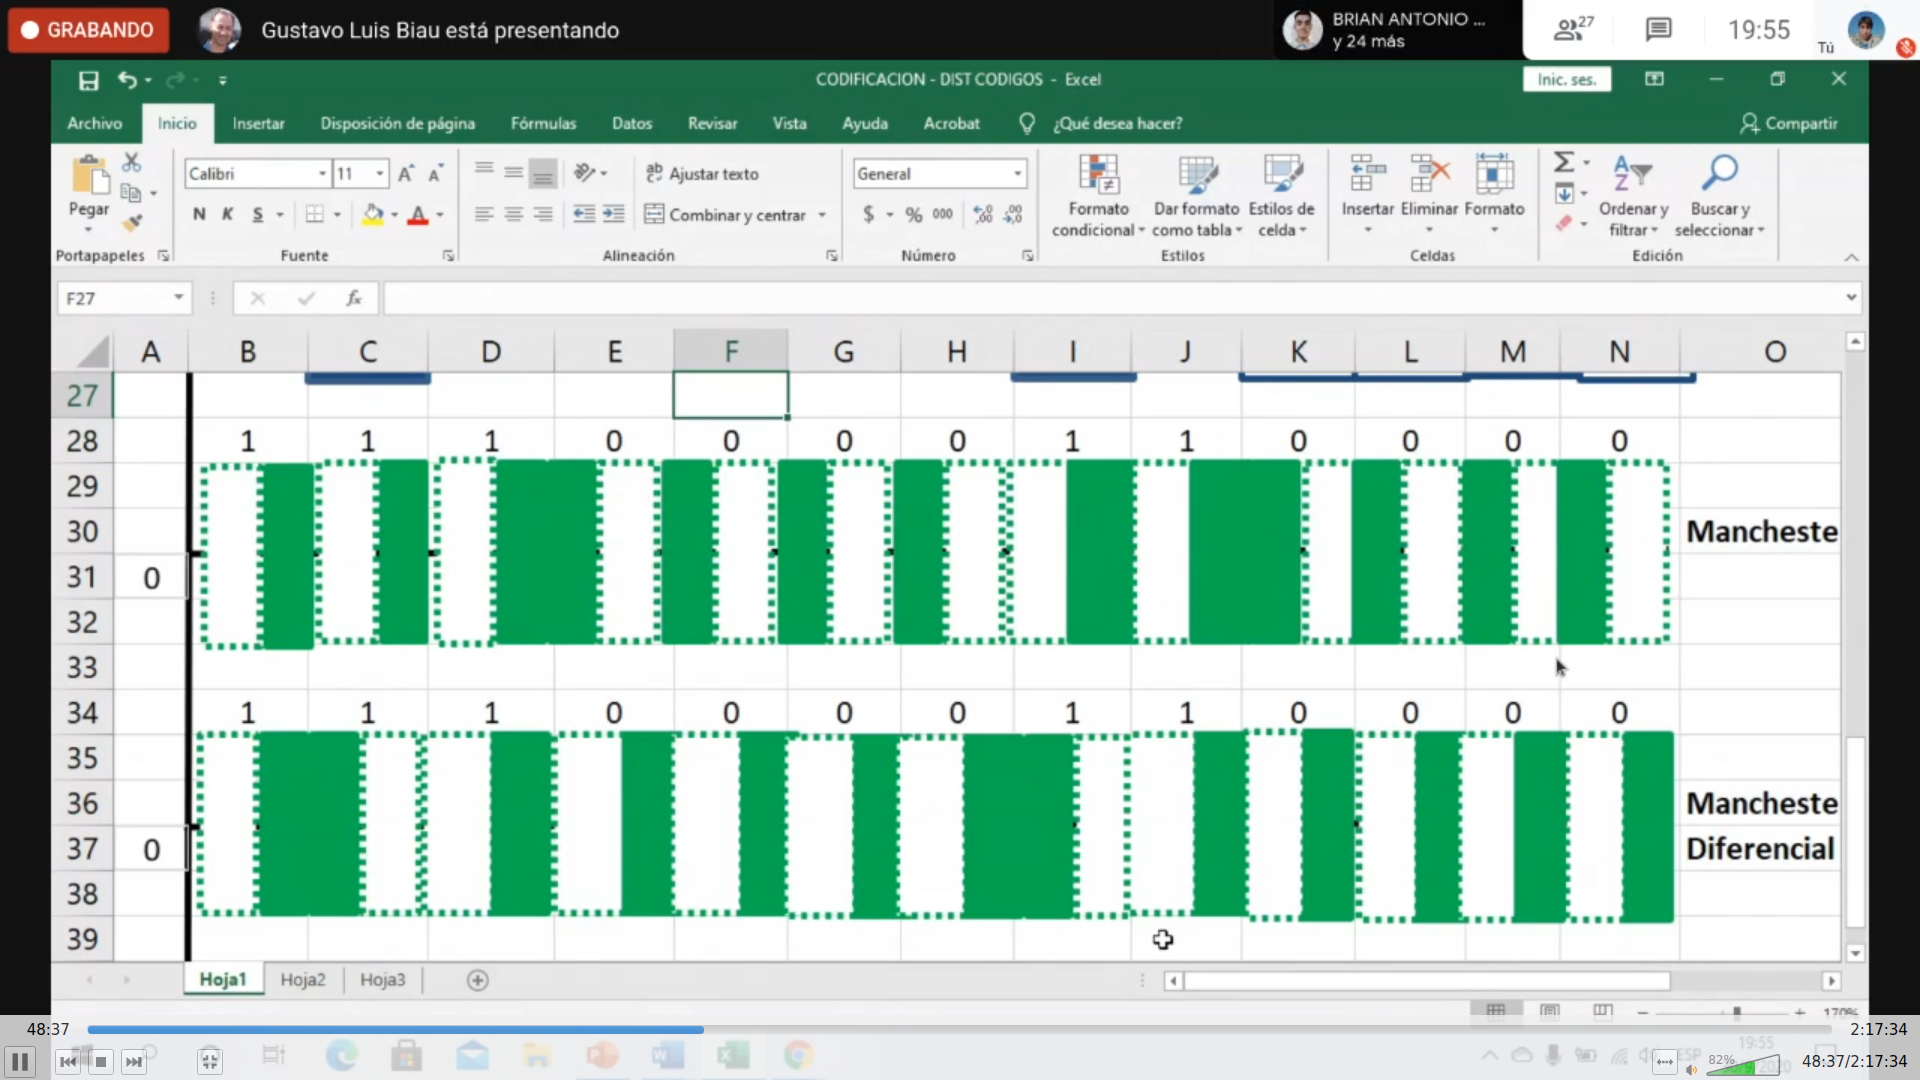 GRABANDO
Gustavo Luis Biau está presentando
BRIAN ANTONIO ...
y 24 más
27
19:55
Tú
CODIFICACION - DIST CODIGOS - Excel
Inic. ses.
Archivo Inicio Insertar Disposición de página Fórmulas Datos Revisar Vista Ayuda Acrobat ¿Qué desea hacer? Compartir
Pegar
Calibri 11
N K S
Ajustar texto
Combinar y centrar
General
$ % 000
Formato condicional
Dar formato como tabla
Estilos de celda
Insertar Eliminar Formato
Ordenar y filtrar
Buscar y seleccionar
Portapapeles Fuente Alineación Número Estilos Celdas Edición
F27 fx
A B C D E F G H I J K L M N O
27
28 1 1 1 0 0 0 0 1 1 0 0 0 0
29
30 Mancheste
31 0
32
33
34 1 1 1 0 0 0 0 1 1 0 0 0 0
35
36 Mancheste
37 0 Diferencial
38
39
Hoja1 Hoja2 Hoja3
170%
48:37 2:17:34
19:55
ESP
82%
48:37/2:17:34